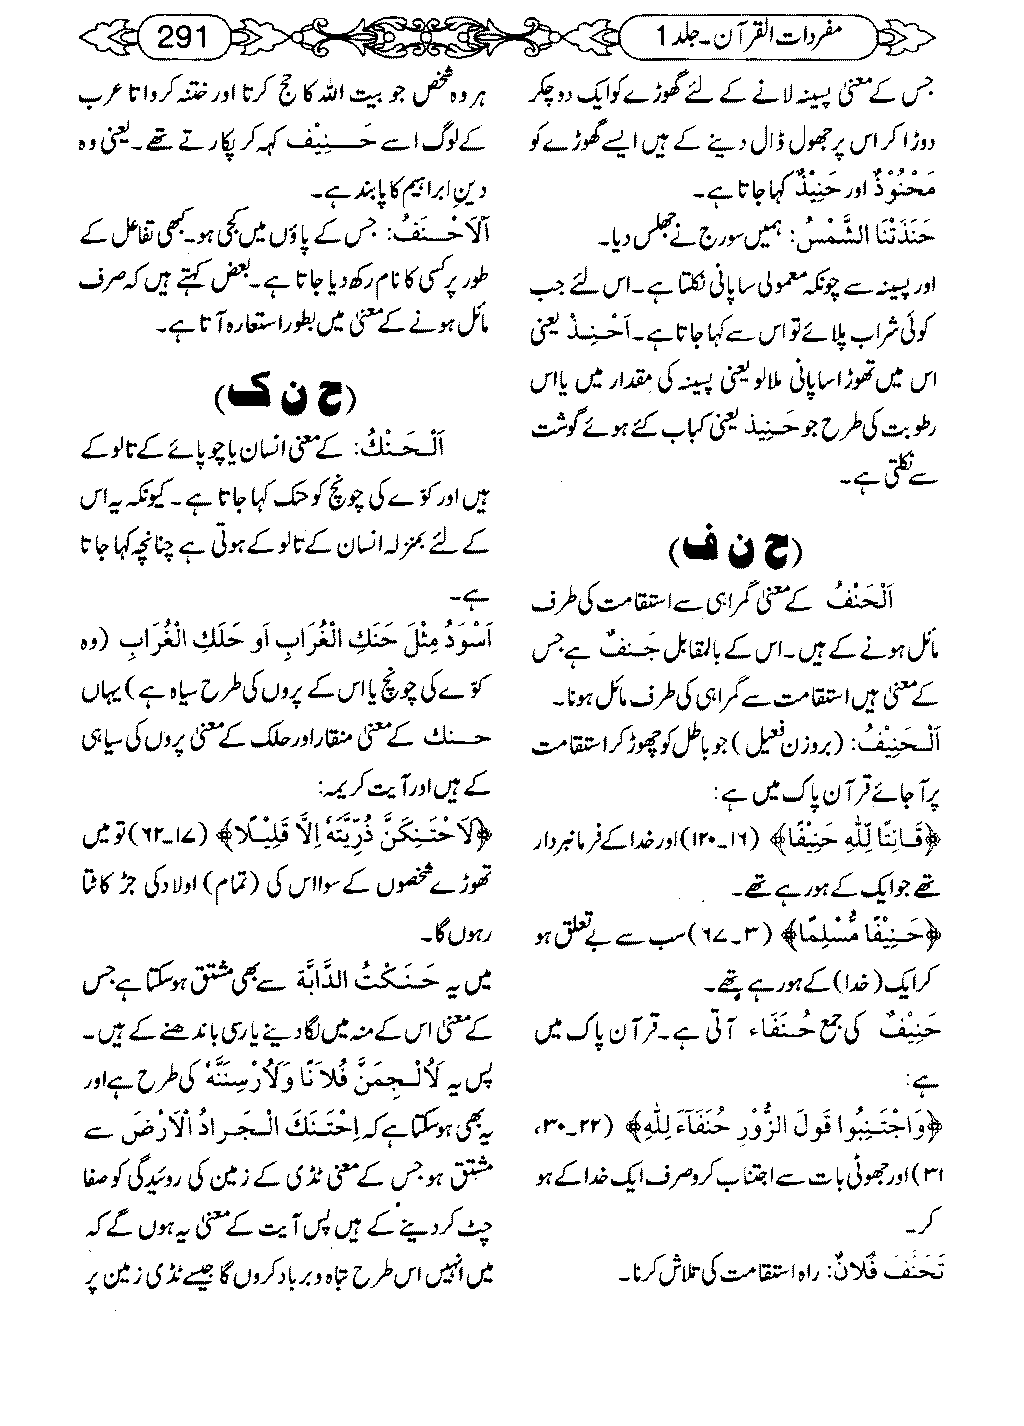 مفردات القرآن۔جلد 1
291
جس کے معنی پسینہ لانے کے لئے گھوڑے کو ایک دو چکر
دوڑا کر اس پر جھول ڈال دینے کے ہیں ایسے گھوڑے کو
مَحْنُوْذٌ اور حَنِیْذٌ کہا جاتا ہے۔
حَنَذَتْنَا الشَّمْسُ: ہمیں سورج نے جھلس دیا۔
اور پسینہ سے چونکہ معمولی سا پانی نکلتا ہے۔اس لئے جب
کوئی شراب پلائے تو اس سے کہا جاتا ہے۔ اَحْنِذْ یعنی
اس میں تھوڑا سا پانی ملا لو یعنی پسینہ کی مقدار میں یا اس
رطوبت کی طرح جو حَنِیذ یعنی کباب کئے ہوئے گوشت
سے نکلتی ہے۔
(ح ن ف)
اَلْحَنْفُ کے معنی گمراہی سے استقامت کی طرف
مائل ہونے کے ہیں۔اس کے بالمقابل جَنَفٌ ہے جس
کے معنی ہیں استقامت سے گمراہی کی طرف مائل ہونا۔
اَلْحَنِیْفُ: (بروزن فعیل) جو باطل کو چھوڑ کر استقامت
پر آ جائے قرآن پاک میں ہے:
﴿قَانِتًا لِّلّٰهِ حَنِیْفًا﴾ (۱۶۔۱۲۰) اور خدا کے فرمانبردار
تھے جو ایک کے ہو رہے تھے۔
﴿حَنِیْفًا مُّسْلِمًا﴾ (۳۔۶۷) سب سے بے تعلق ہو
کر ایک (خدا) کے ہو رہے تھے۔
حَنِیْفٌ کی جمع حُنَفَاء آتی ہے۔قرآن پاک میں
ہے:
﴿وَاجْتَنِبُوا قَوْلَ الزُّوْرِ حُنَفَآءَ لِلّٰهِ﴾ (۲۲۔۳۰،
۳۱) اور جھوٹی بات سے اجتناب کرو صرف ایک خدا کے ہو
کر۔
تَحَنَّفَ فُلَانٌ: راہ استقامت کی تلاش کرنا۔
ہر وہ شخص جو بیت اللہ کا حج کرتا اور ختنہ کرواتا عرب
کے لوگ اسے حَنِیْف کہہ کر پکارتے تھے۔یعنی وہ
دین ابراہیم کا پابند ہے۔
اَلْاَحْنَفُ: جس کے پاؤں میں کجی ہو۔کبھی تفاعل کے
طور پر کسی کا نام رکھ دیا جاتا ہے۔بعض کہتے ہیں کہ صرف
مائل ہونے کے معنی میں بطور استعارہ آتا ہے۔
(ح ن ک)
اَلْحَنَكُ: کے معنی انسان یا چوپائے کے تالو کے
ہیں اور کوّے کی چونچ کو حنک کہا جاتا ہے۔کیونکہ یہ اس
کے لئے بمنزلہ انسان کے تالو کے ہوتی ہے چنانچہ کہا جاتا
ہے۔
اَسْوَدُ مِثْلَ حَنَكِ الْغُرَابِ اَو حَلَكِ الْغُرَابِ (وہ
کوّے کی چونچ یا اس کے پروں کی طرح سیاہ ہے) یہاں
حنك کے معنی منقار اور حلک کے معنی پروں کی سیاہی
کے ہیں اور آیت کریمہ:
﴿لَاَحْتَنِكَنَّ ذُرِّیَّتَهٗ اِلَّا قَلِیْلًا﴾ (۱۷۔۶۲) تو میں
تھوڑے شخصوں کے سوا اس کی (تمام) اولاد کی جڑ کاٹتا
رہوں گا۔
میں یہ حَنَكْتُ الدَّابَّةَ سے بھی مشتق ہو سکتا ہے جس
کے معنی اس کے منہ میں لگا دینے یا رسی باندھنے کے ہیں۔
پس یہ لَاُلْجِمَنَّ فُلَانًا وَلَاُرْسِنَنَّهٗ کی طرح ہے اور
یہ بھی ہو سکتا ہے کہ اِحْتَنَكَ الْجَرادُ الْاَرْضَ سے
مشتق ہو جس کے معنی ٹڈی کے زمین کی روئیدگی کو صفا
چٹ کر دینے کے ہیں پس آیت کے معنی یہ ہوں گے کہ
میں انہیں اس طرح تباہ و برباد کروں گا جیسے ٹڈی زمین پر